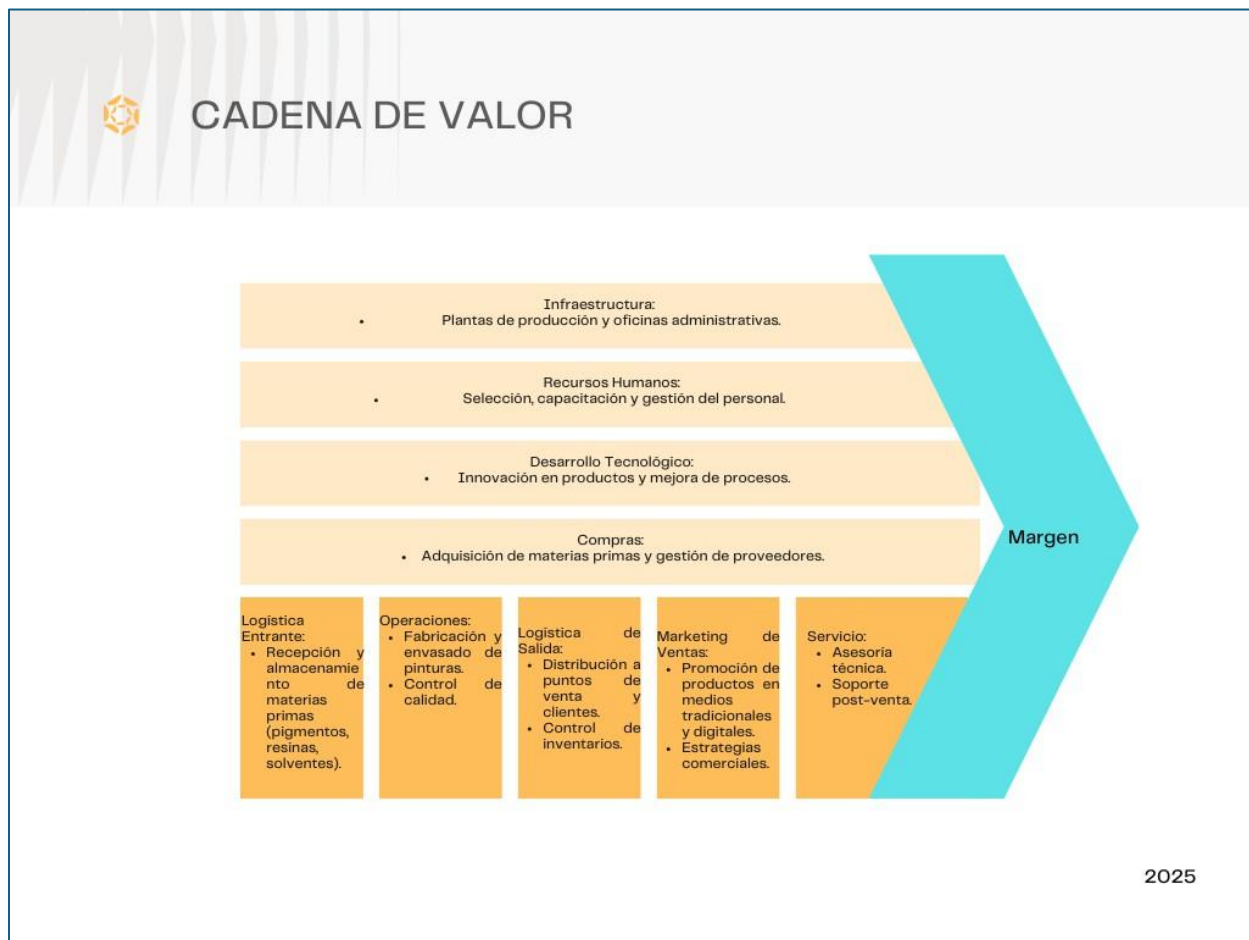 CADENA DE VALOR
Infraestructura:
• Plantas de producción y oficinas administrativas.
Recursos Humanos:
• Selección, capacitación y gestión del personal.
Desarrollo Tecnológico:
• Innovación en productos y mejora de procesos.
Compras:
• Adquisición de materias primas y gestión de proveedores.
Margen
Logística
Entrante:
• Recepción y
almacenamie
nto de
materias
primas
(pigmentos,
resinas,
solventes).
Operaciones:
• Fabricación y
envasado de
pinturas.
• Control de
calidad.
Logística de
Salida:
• Distribución a
puntos de
venta y
clientes.
• Control de
inventarios.
Marketing de
Ventas:
• Promoción de
productos en
medios
tradicionales
y digitales.
• Estrategias
comerciales.
Servicio:
• Asesoría
técnica.
• Soporte
post-venta.
2025